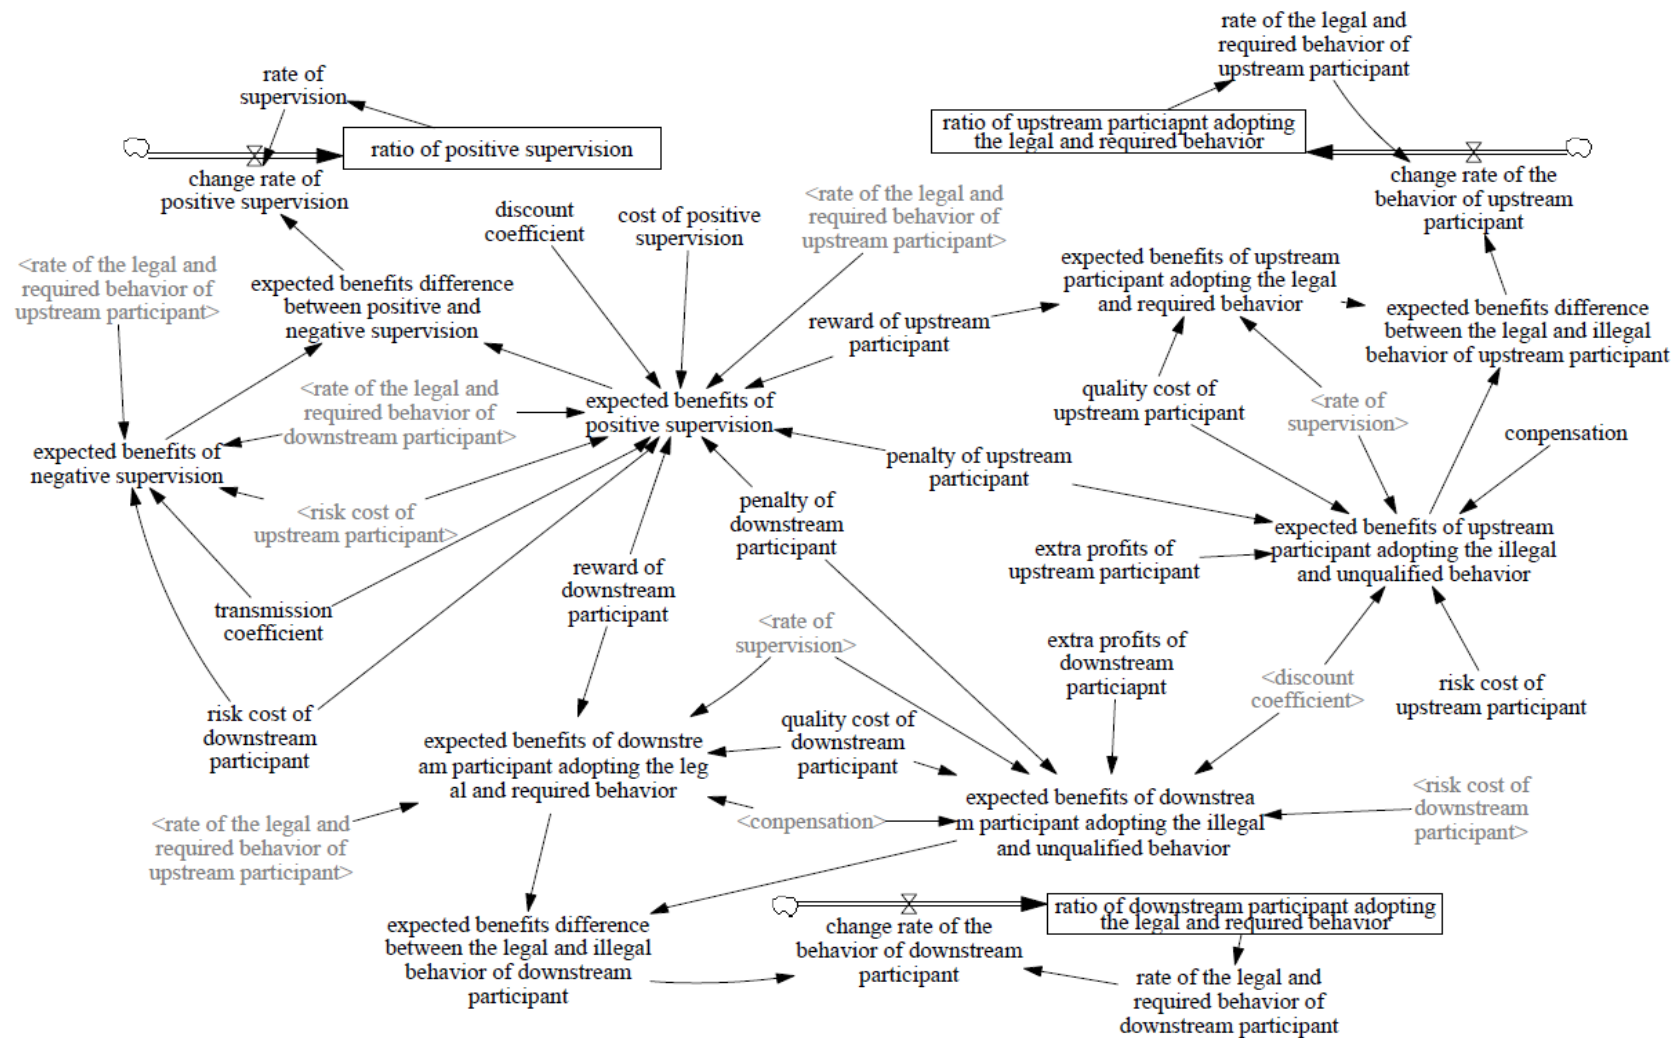 rate of the legal and
required behavior of
upstream participant
rate of
supervision
ratio of positive supervision
ratio of upstream particiapnt adopting
the legal and required behavior
change rate of
positive supervision
change rate of the
behavior of upstream
participant
discount
coefficient
cost of positive
supervision
<rate of the legal and
required behavior of
upstream participant>
<rate of the legal and
required behavior of
upstream participant>
expected benefits difference
between positive and
negative supervision
expected benefits of upstream
participant adopting the legal
and required behavior
reward of upstream
participant
expected benefits difference
between the legal and illegal
behavior of upstream participant
<rate of the legal and
required behavior of
downstream participant>
expected benefits of
positive supervision
quality cost of
upstream participant
<rate of
supervision>
conpensation
expected benefits of
negative supervision
penalty of upstream
participant
<risk cost of
upstream participant>
penalty of
downstream
participant
expected benefits of upstream
participant adopting the illegal
and unqualified behavior
extra profits of
upstream participant
reward of
downstream
participant
transmission
coefficient
<rate of
supervision>
extra profits of
downstream
particiapnt
<discount
coefficient>
risk cost of
upstream participant
risk cost of
downstream
participant
quality cost of
downstream
participant
expected benefits of downstre
am participant adopting the leg
al and required behavior
<conpensation>
expected benefits of downstrea
m participant adopting the illegal
and unqualified behavior
<risk cost of
downstream
participant>
<rate of the legal and
required behavior of
upstream participant>
expected benefits difference
between the legal and illegal
behavior of downstream
participant
change rate of the
behavior of downstream
participant
ratio of downstream participant adopting
the legal and required behavior
rate of the legal and
required behavior of
downstream participant